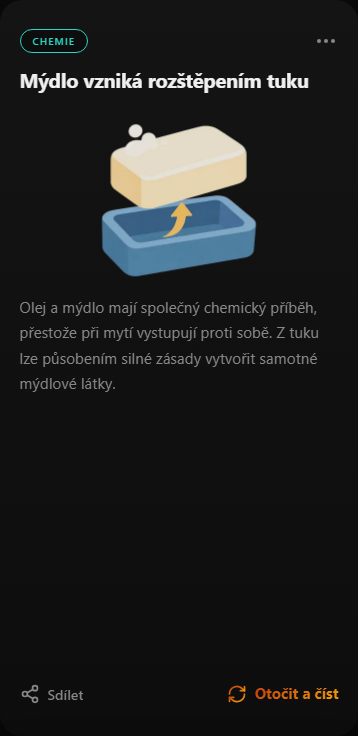 CHEMIE
Mýdlo vzniká rozštěpením tuku
Olej a mýdlo mají společný chemický příběh,
přestože při mytí vystupují proti sobě. Z tuku
lze působením silné zásady vytvořit samotné
mýdlové látky.
Sdílet
Otočit a číst